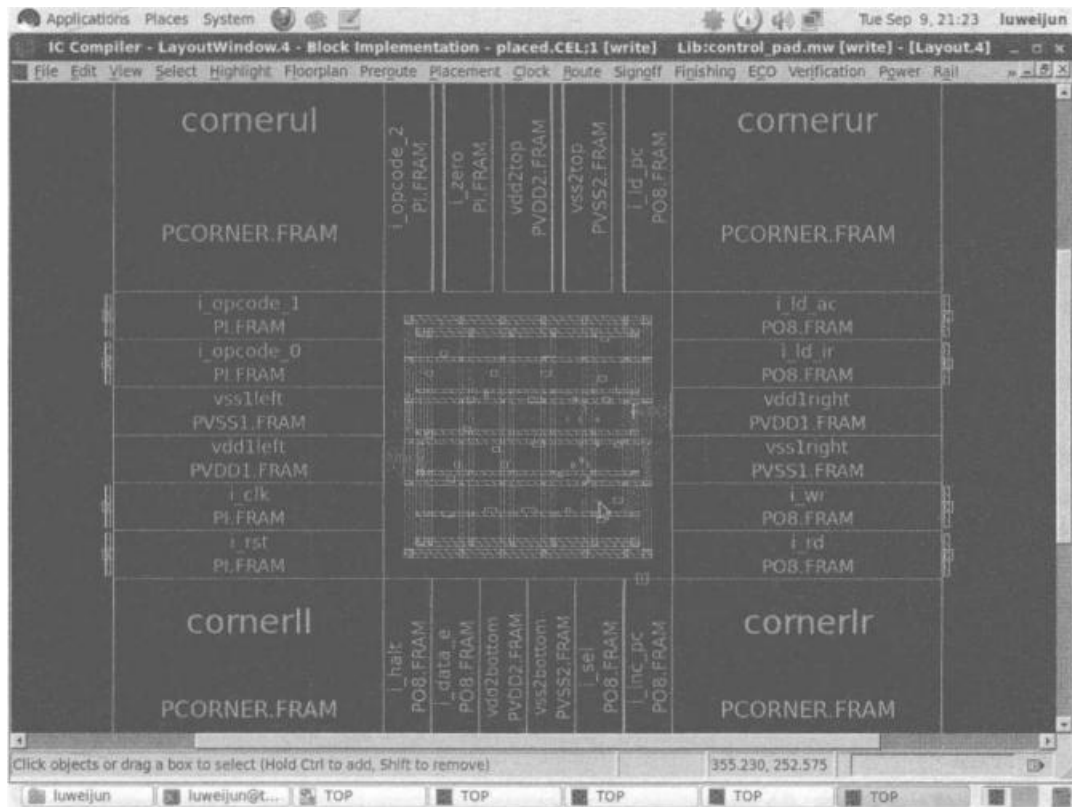 Applications Places System Tue Sep 9, 21:23 luweijun
IC Compiler - LayoutWindow.4 - Block Implementation - placed.CEL;1 [write] Lib:control_pad.mw [write] - [Layout.4]
File Edit View Select Highlight Floorplan Preroute Placement Clock Route Signoff Finishing ECO Verification Power Rail »
cornerul
PCORNER.FRAM
i_opcode_2
PI.FRAM
i_zero
PI.FRAM
vdd2top
PVDD2.FRAM
vss2top
PVSS2.FRAM
i_ld_pc
PO8.FRAM
cornerur
PCORNER.FRAM
i_opcode_1
PI.FRAM
i_opcode_0
PI.FRAM
vss1left
PVSS1.FRAM
vdd1left
PVDD1.FRAM
i_clk
PI.FRAM
i_rst
PI.FRAM
i_ld_ac
PO8.FRAM
i_ld_ir
PO8.FRAM
vdd1right
PVDD1.FRAM
vss1right
PVSS1.FRAM
i_wr
PO8.FRAM
i_rd
PO8.FRAM
cornerll
PCORNER.FRAM
i_halt
PO8.FRAM
i_data_e
PO8.FRAM
vdd2bottom
PVDD2.FRAM
vss2bottom
PVSS2.FRAM
i_sel
PO8.FRAM
i_inc_pc
PO8.FRAM
cornerlr
PCORNER.FRAM
Click objects or drag a box to select (Hold Ctrl to add, Shift to remove) 355.230, 252.575
luweijun luweijun@t... TOP TOP TOP TOP TOP